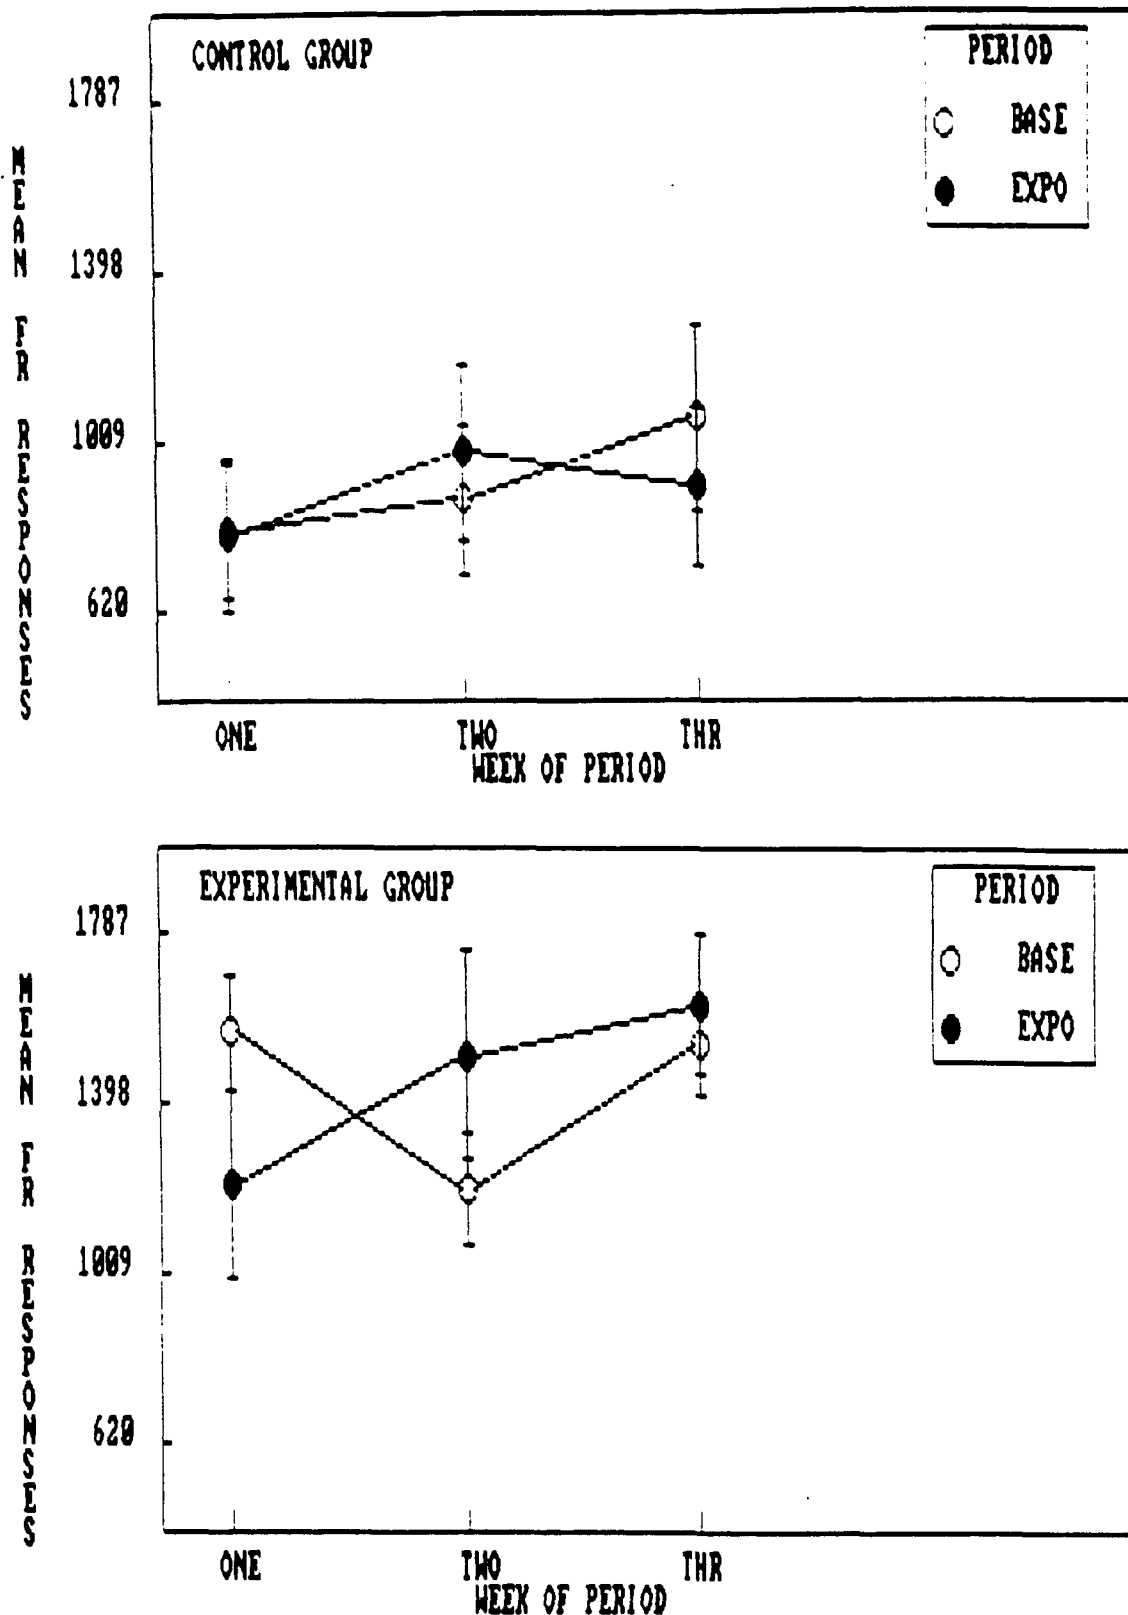 CONTROL GROUP
PERIOD
BASE
EXPO
1787
1398
1009
620
MEAN FR RESPONSES
ONE TWO THR
WEEK OF PERIOD
EXPERIMENTAL GROUP
PERIOD
BASE
EXPO
1787
1398
1009
620
MEAN FR RESPONSES
ONE TWO THR
WEEK OF PERIOD